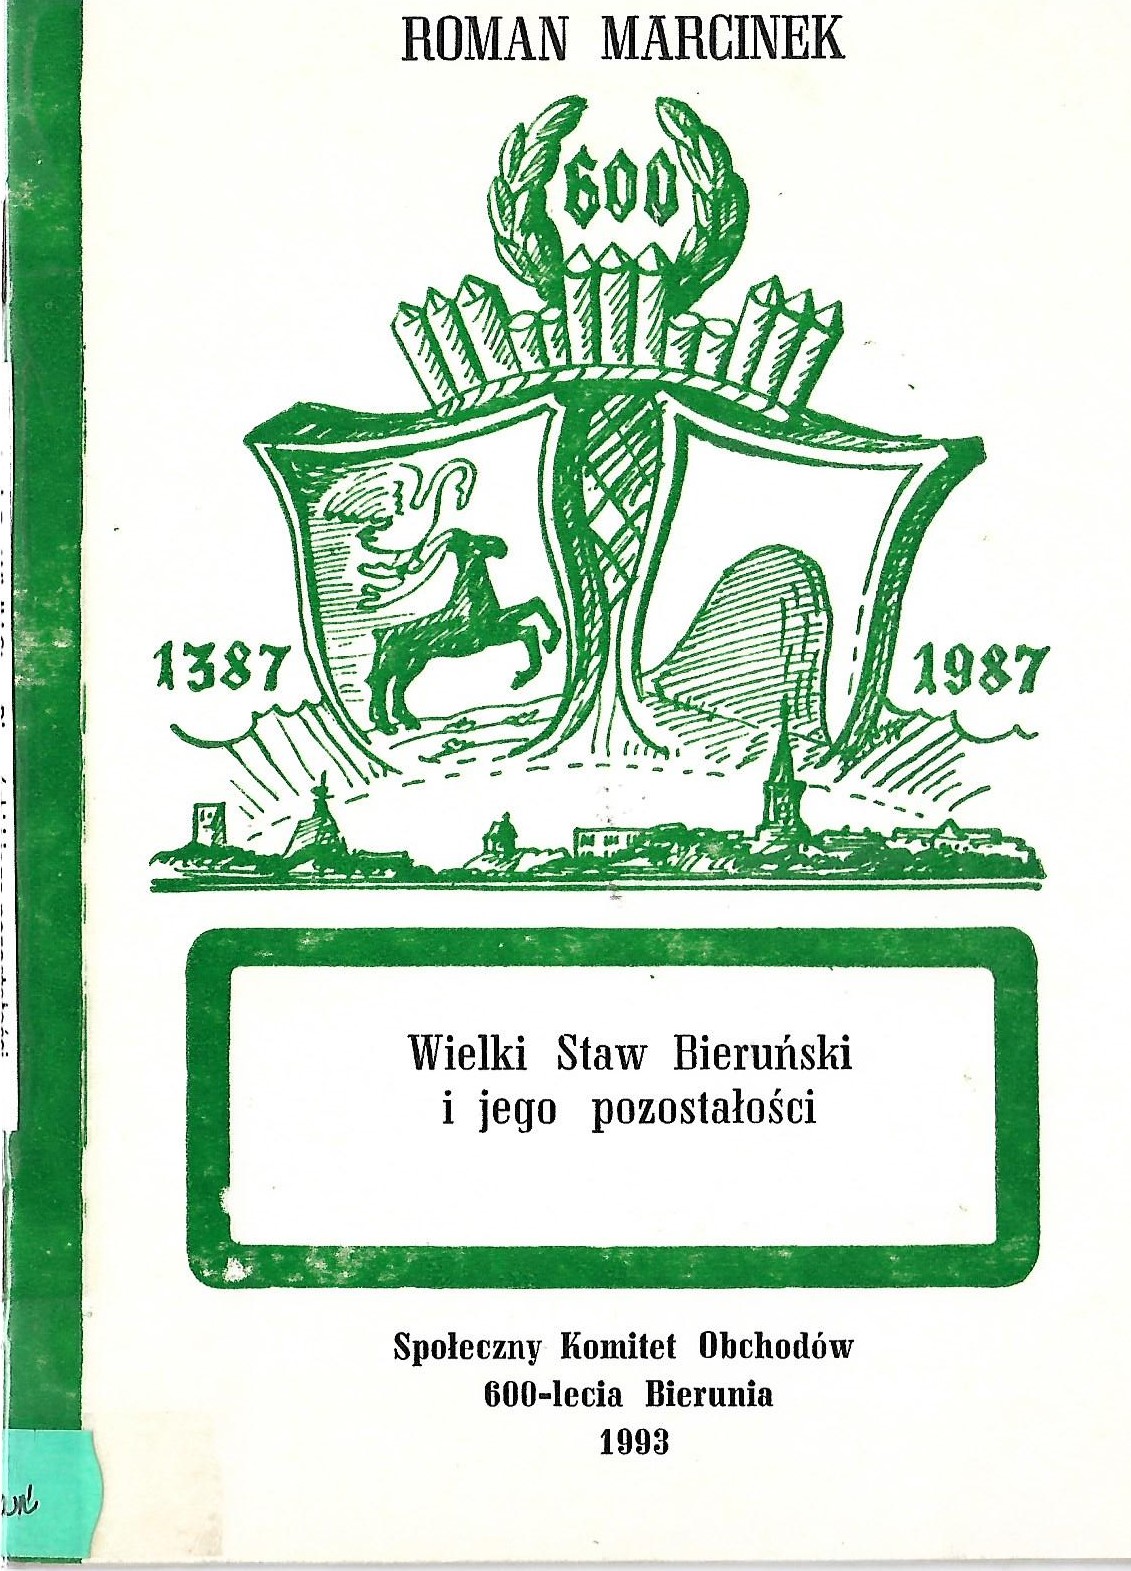 ROMAN MARCINEK
600
1387
1987
Wielki Staw Bieruński
i jego pozostałości
Społeczny Komitet Obchodów
600-lecia Bierunia
1993